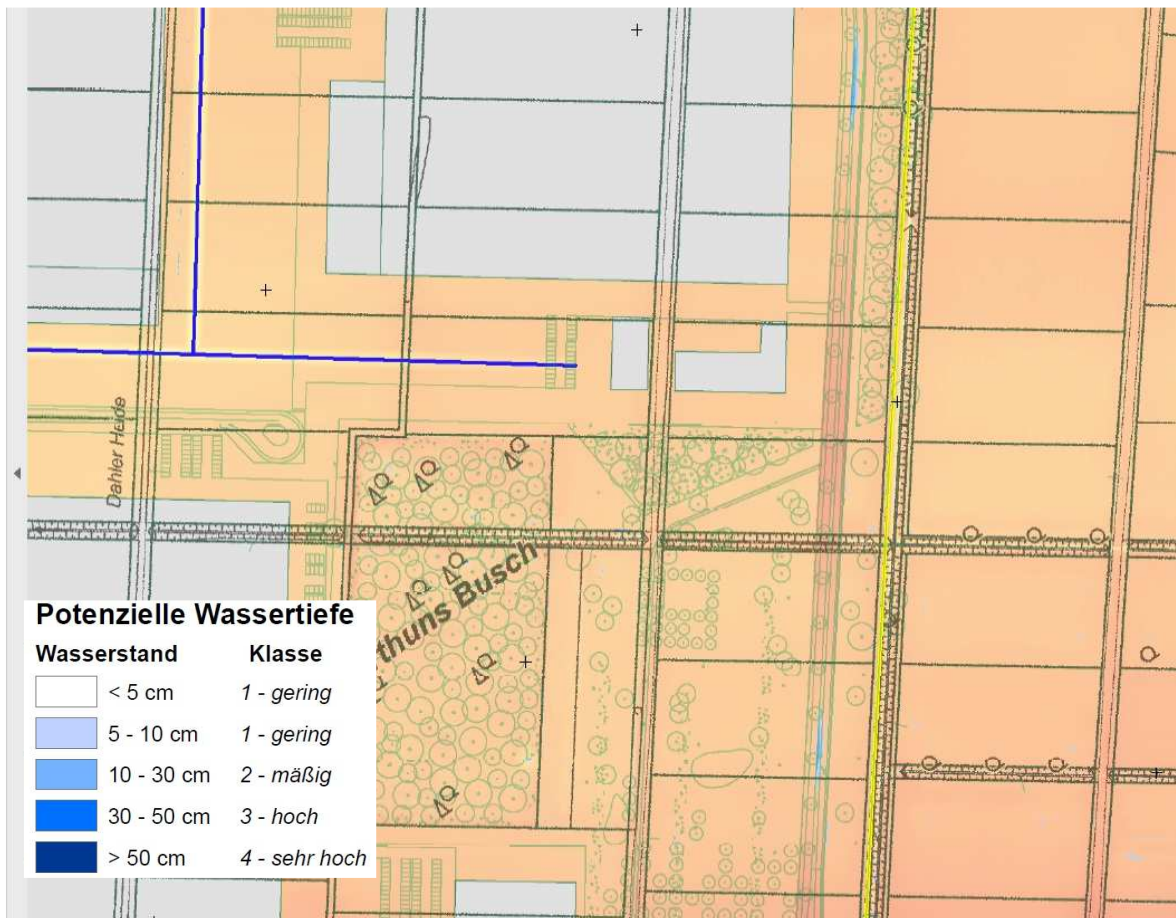 Dahler Heide
thuns Busch
Potenzielle Wassertiefe
Wasserstand Klasse
< 5 cm 1 - gering
5 - 10 cm 1 - gering
10 - 30 cm 2 - mäßig
30 - 50 cm 3 - hoch
> 50 cm 4 - sehr hoch